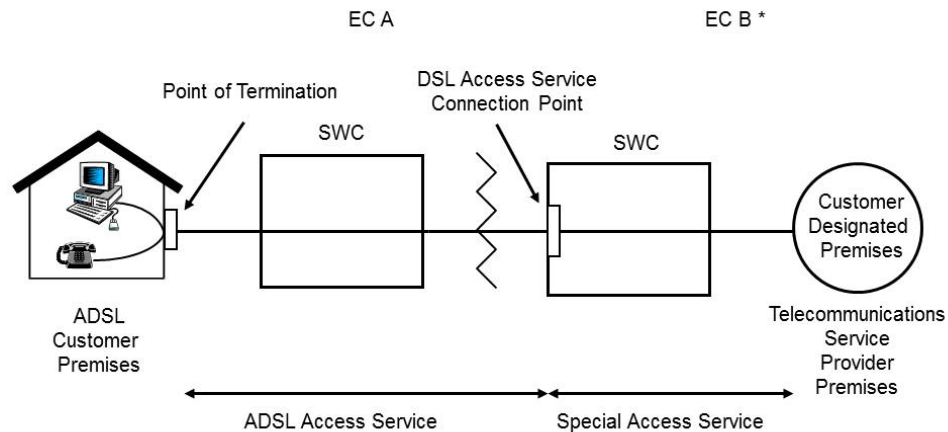 EC A
EC B *
Point of Termination
DSL Access Service
Connection Point
SWC
SWC
Customer
Designated
Premises
ADSL
Customer
Premises
Telecommunications
Service
Provider
Premises
ADSL Access Service
Special Access Service